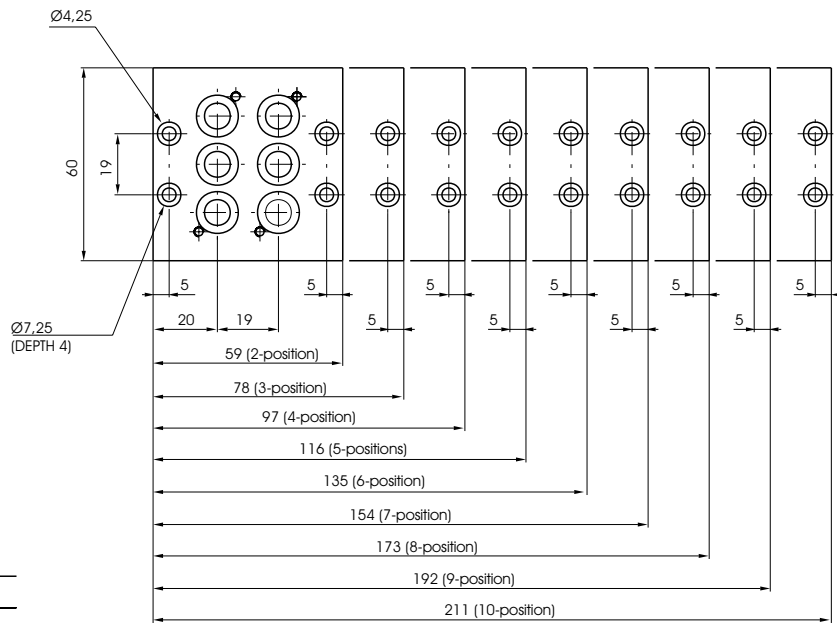 Ø4,25
60
19
5
5
5
5
5
5
20
19
5
5
5
5
Ø7,25
(DEPTH 4)
59 (2-position)
78 (3-position)
97 (4-position)
116 (5-positions)
135 (6-position)
154 (7-position)
173 (8-position)
192 (9-position)
211 (10-position)